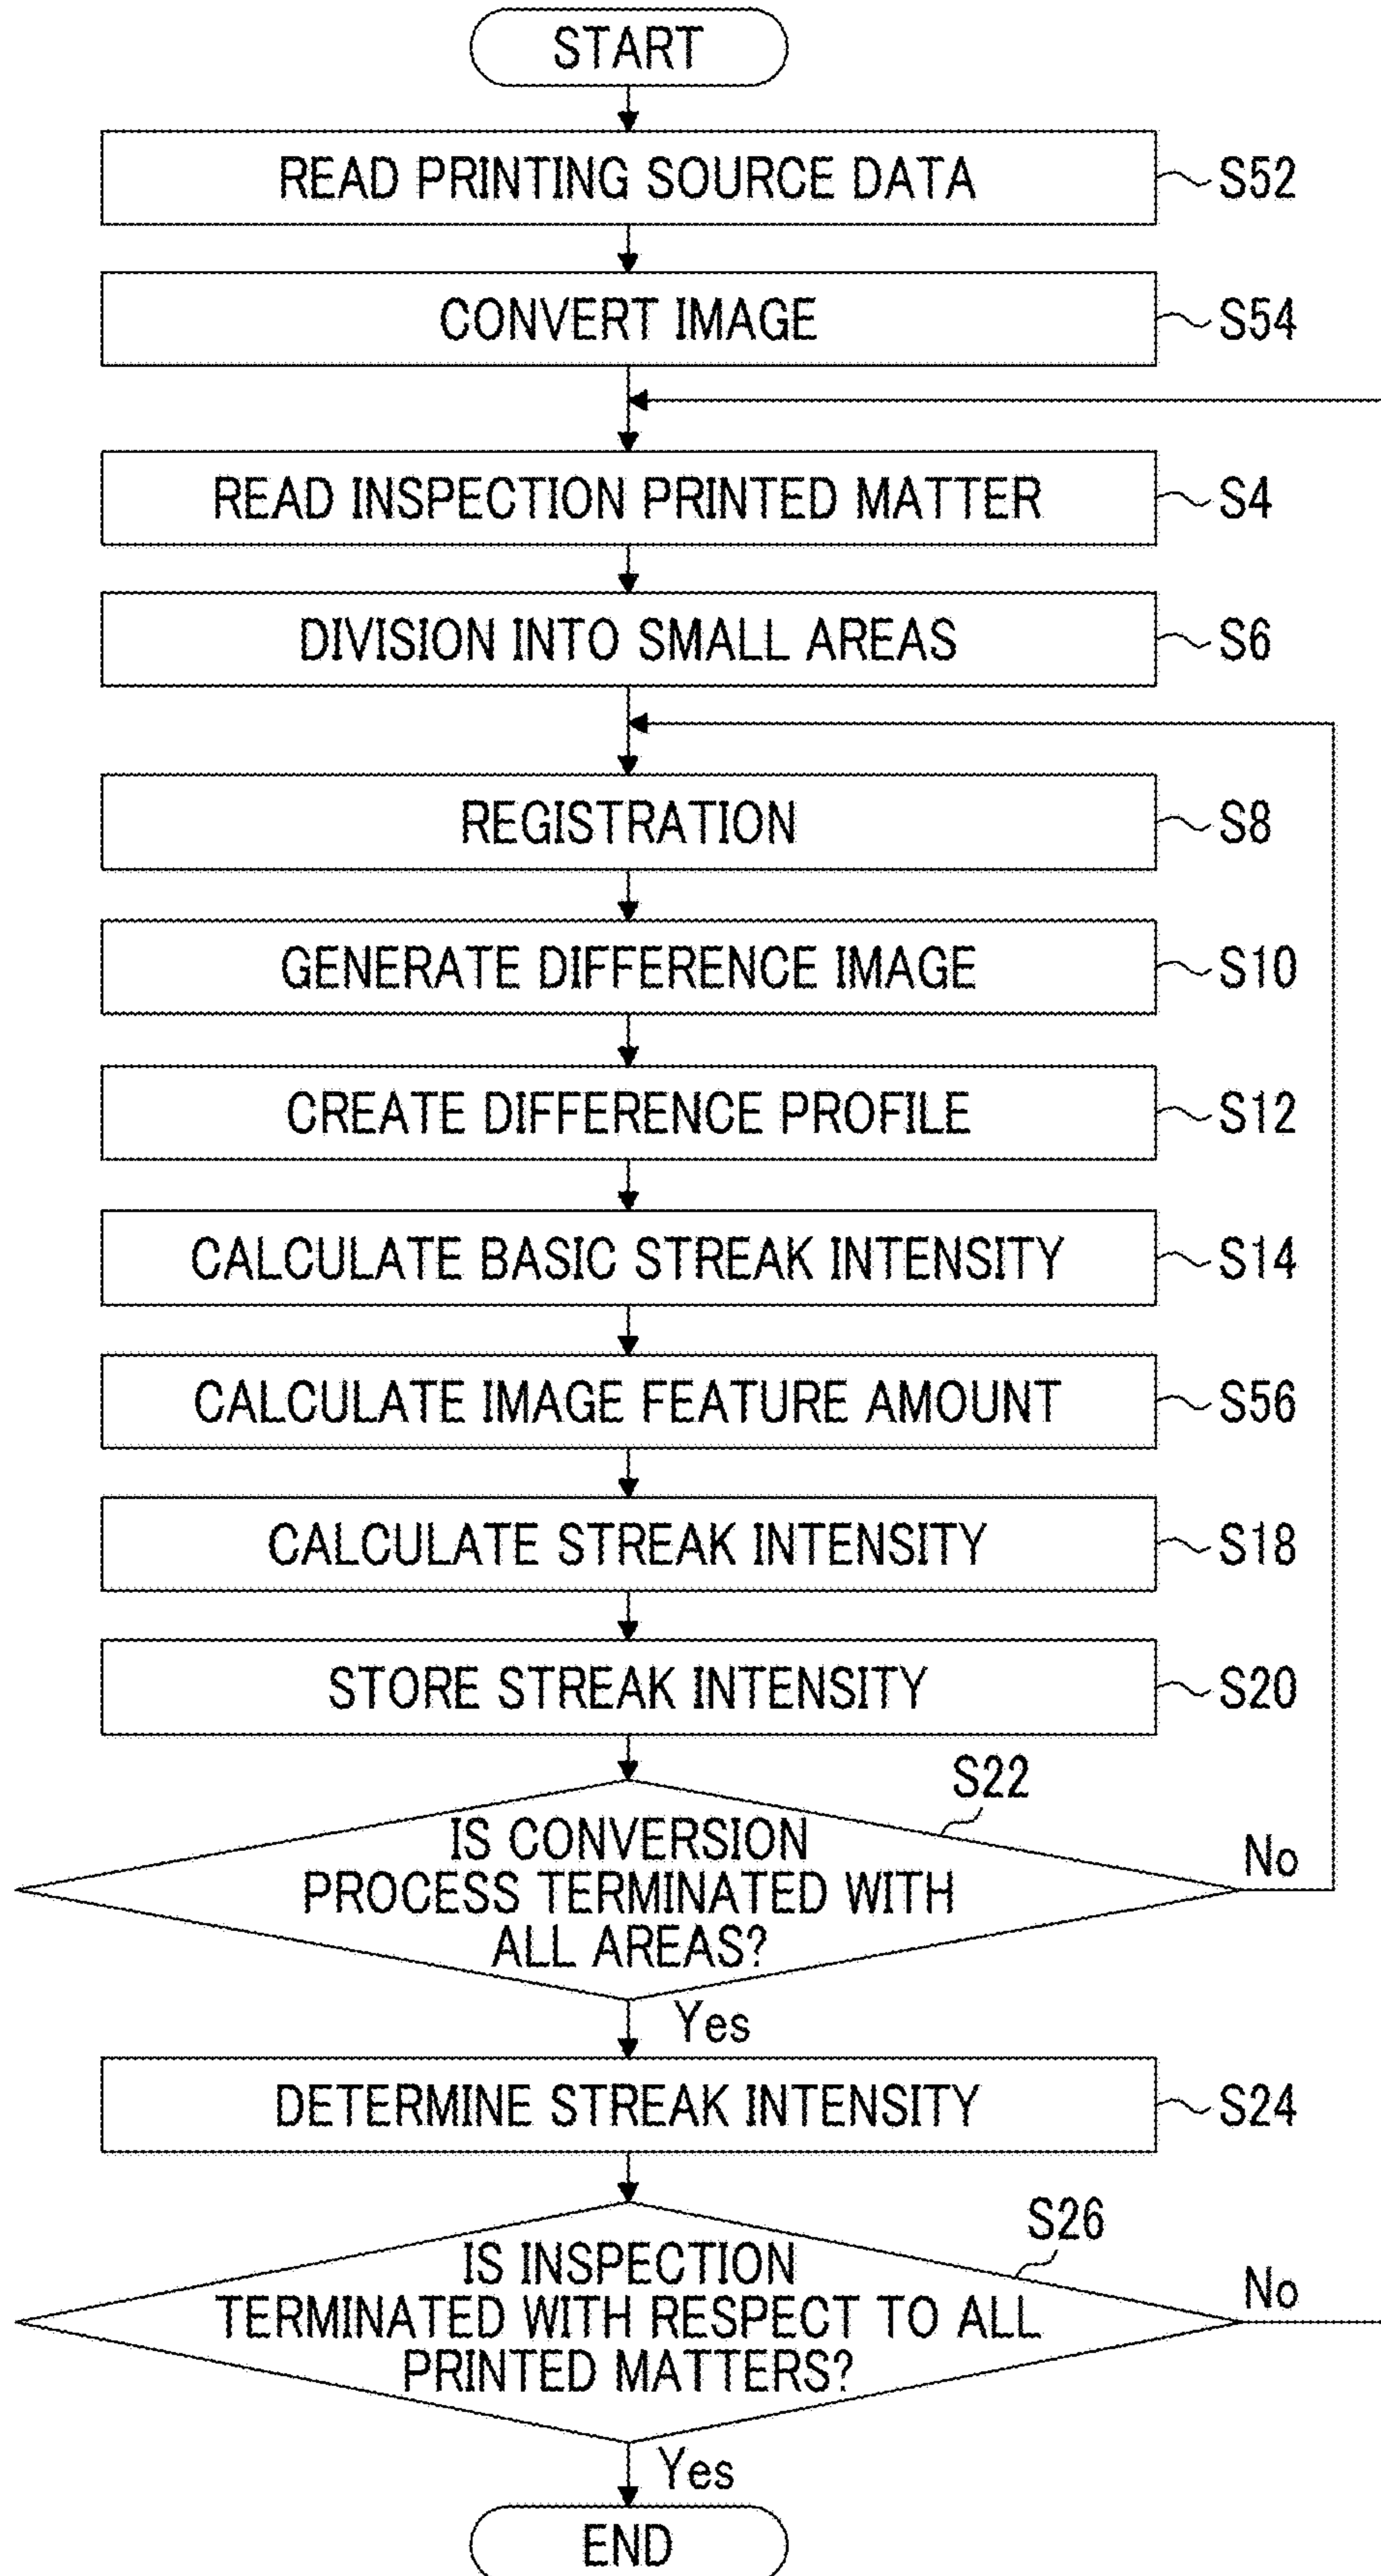 START
READ PRINTING SOURCE DATA S52
CONVERT IMAGE S54
READ INSPECTION PRINTED MATTER S4
DIVISION INTO SMALL AREAS S6
REGISTRATION S8
GENERATE DIFFERENCE IMAGE S10
CREATE DIFFERENCE PROFILE S12
CALCULATE BASIC STREAK INTENSITY S14
CALCULATE IMAGE FEATURE AMOUNT S56
CALCULATE STREAK INTENSITY S18
STORE STREAK INTENSITY S20
S22
IS CONVERSION
PROCESS TERMINATED WITH
ALL AREAS?
No
Yes
DETERMINE STREAK INTENSITY S24
S26
IS INSPECTION
TERMINATED WITH RESPECT TO ALL
PRINTED MATTERS?
No
Yes
END